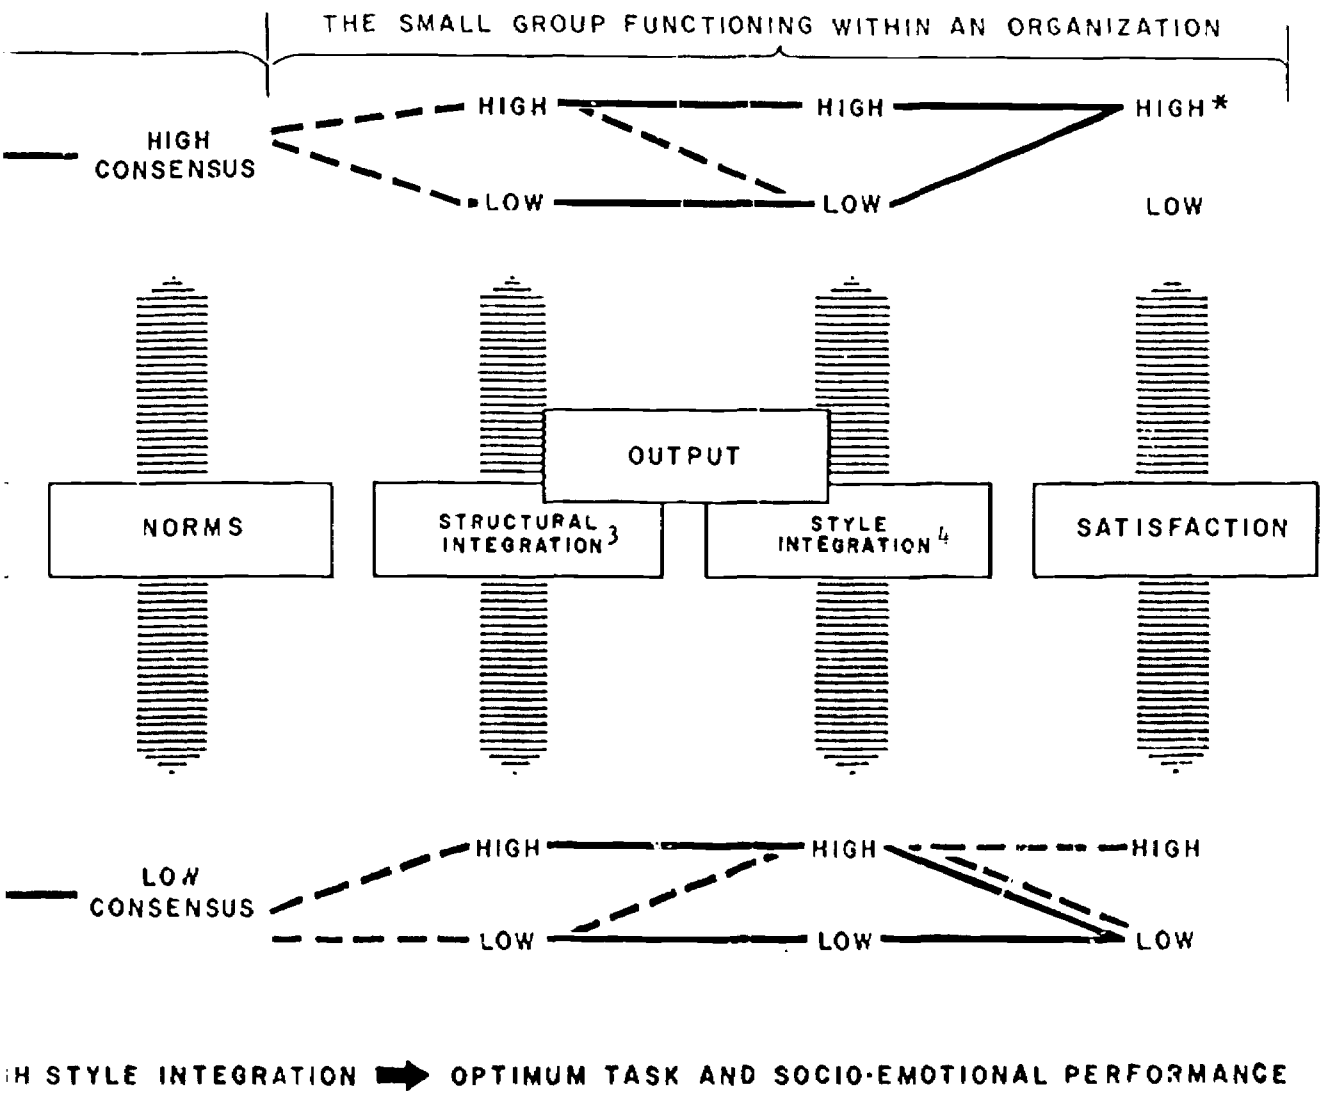 THE SMALL GROUP FUNCTIONING WITHIN AN ORGANIZATION
HIGH HIGH HIGH*
HIGH
CONSENSUS
LOW LOW LOW
OUTPUT
NORMS
STRUCTURAL
INTEGRATION 3
STYLE
INTEGRATION 4
SATISFACTION
HIGH HIGH HIGH
LOW
CONSENSUS
LOW LOW LOW
STYLE INTEGRATION ➡ OPTIMUM TASK AND SOCIO-EMOTIONAL PERFORMANCE